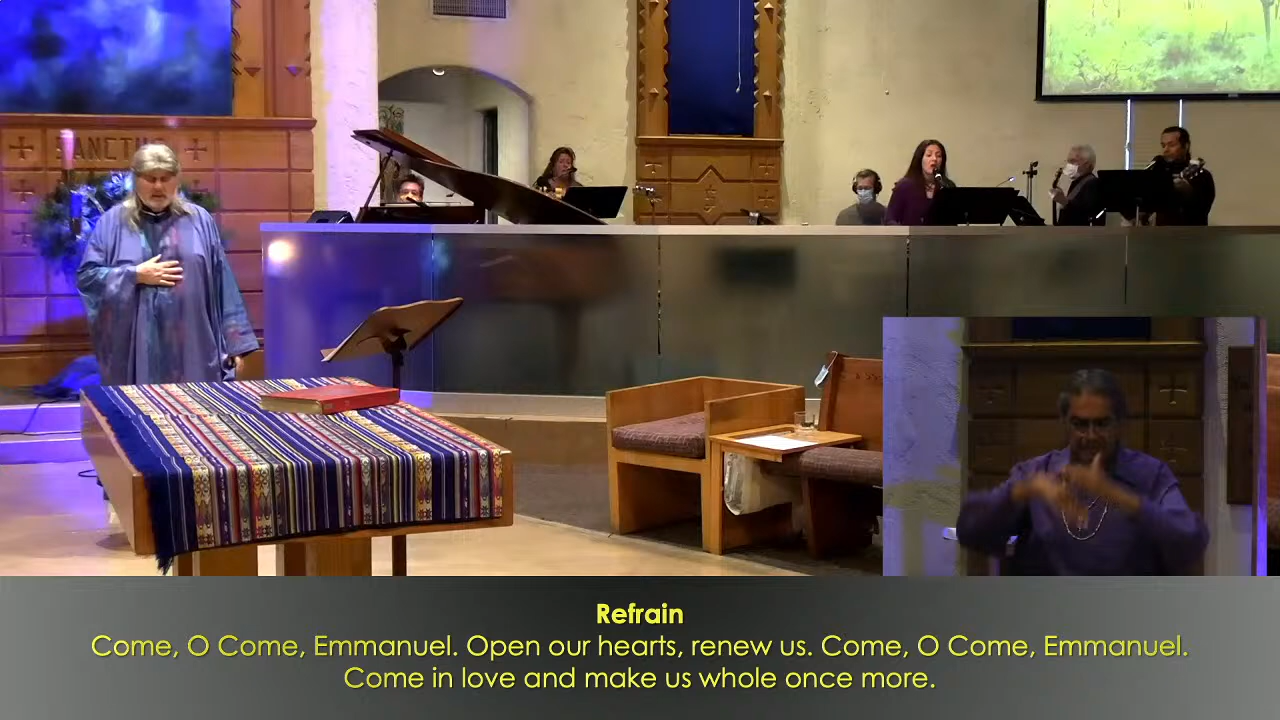 SANCTUS
Refrain
Come, O Come, Emmanuel. Open our hearts, renew us. Come, O Come, Emmanuel.
Come in love and make us whole once more.